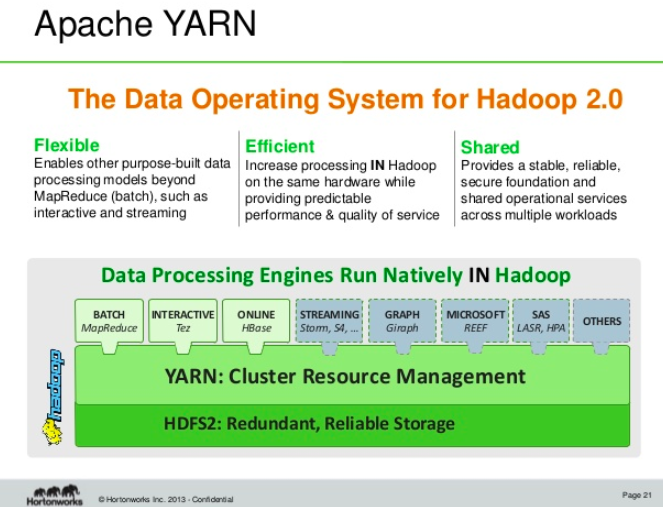 Apache YARN
The Data Operating System for Hadoop 2.0
Flexible
Enables other purpose-built data
processing models beyond
MapReduce (batch), such as
interactive and streaming
Efficient
Increase processing IN Hadoop
on the same hardware while
providing predictable
performance & quality of service
Shared
Provides a stable, reliable,
secure foundation and
shared operational services
across multiple workloads
Data Processing Engines Run Natively IN Hadoop
BATCH
MapReduce
INTERACTIVE
Tez
ONLINE
HBase
STREAMING
Storm, S4, ...
GRAPH
Giraph
MICROSOFT
REEF
SAS
LASR, HPA
OTHERS
hadoop
YARN: Cluster Resource Management
HDFS2: Redundant, Reliable Storage
Hortonworks
© Hortonworks Inc. 2013 - Confidential
Page 21